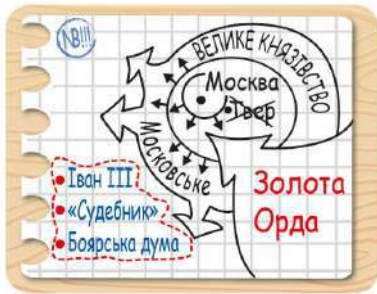 NB!!!
ВЕЛИКЕ КНЯЗІВСТВО
Москва
Твер
Московське
• Іван III
• «Судебник»
• Боярська дума
Золота
Орда